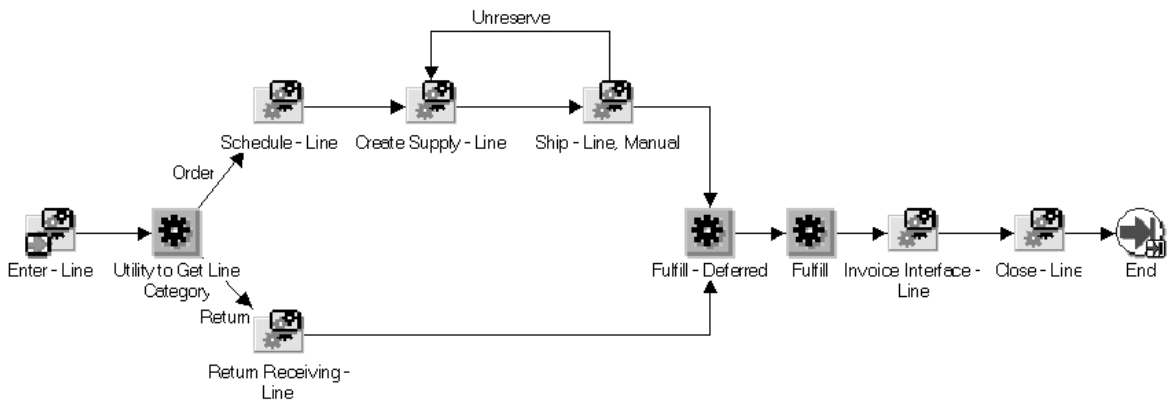 Unreserve
Schedule - Line
Create Supply - Line
Ship - Line, Manual
Order
Enter - Line
Utility to Get Line
Category
Fulfill - Deferred
Fulfill
Invoice Interface -
Line
Close - Line
End
Return
Return Receiving -
Line